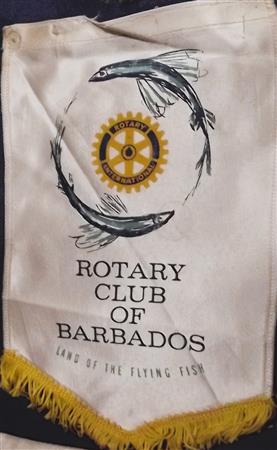 ROTARY
INTERNATIONAL
ROTARY
CLUB
OF
BARBADOS
LAND OF THE FLYING FISH